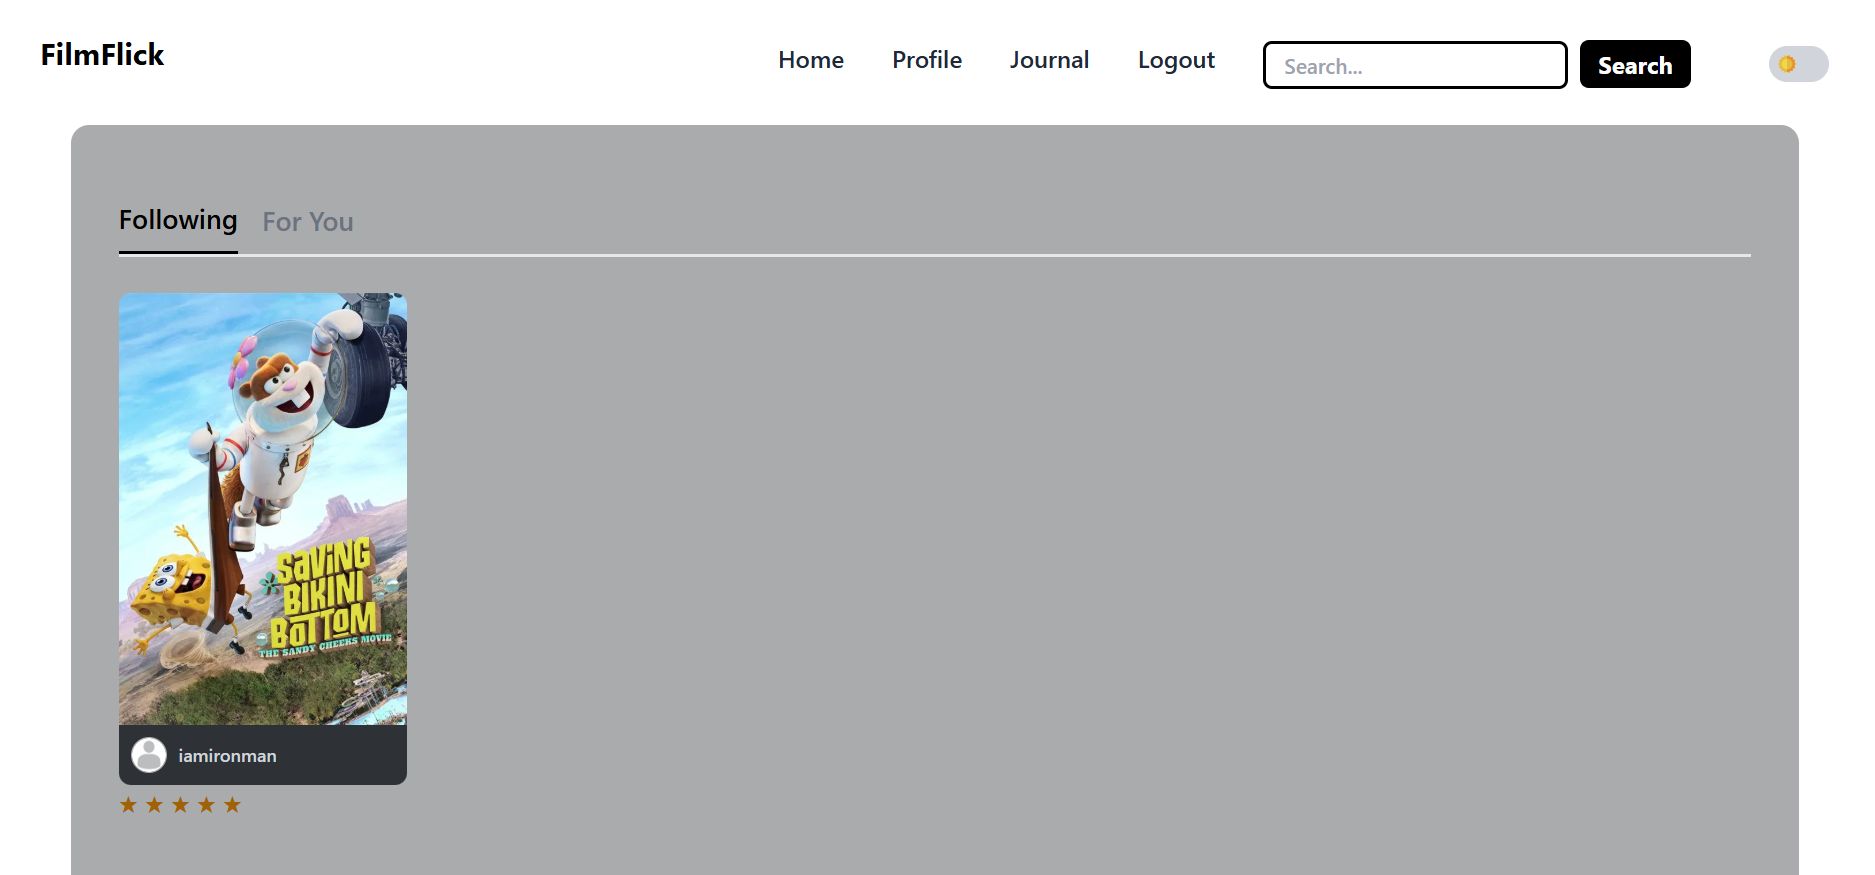 FilmFlick
Home Profile Journal Logout Search... Search
Following For You
SAVING
BIKINI
BOTTOM
THE SANDY CHEEKS MOVIE
iamironman
★ ★ ★ ★ ★